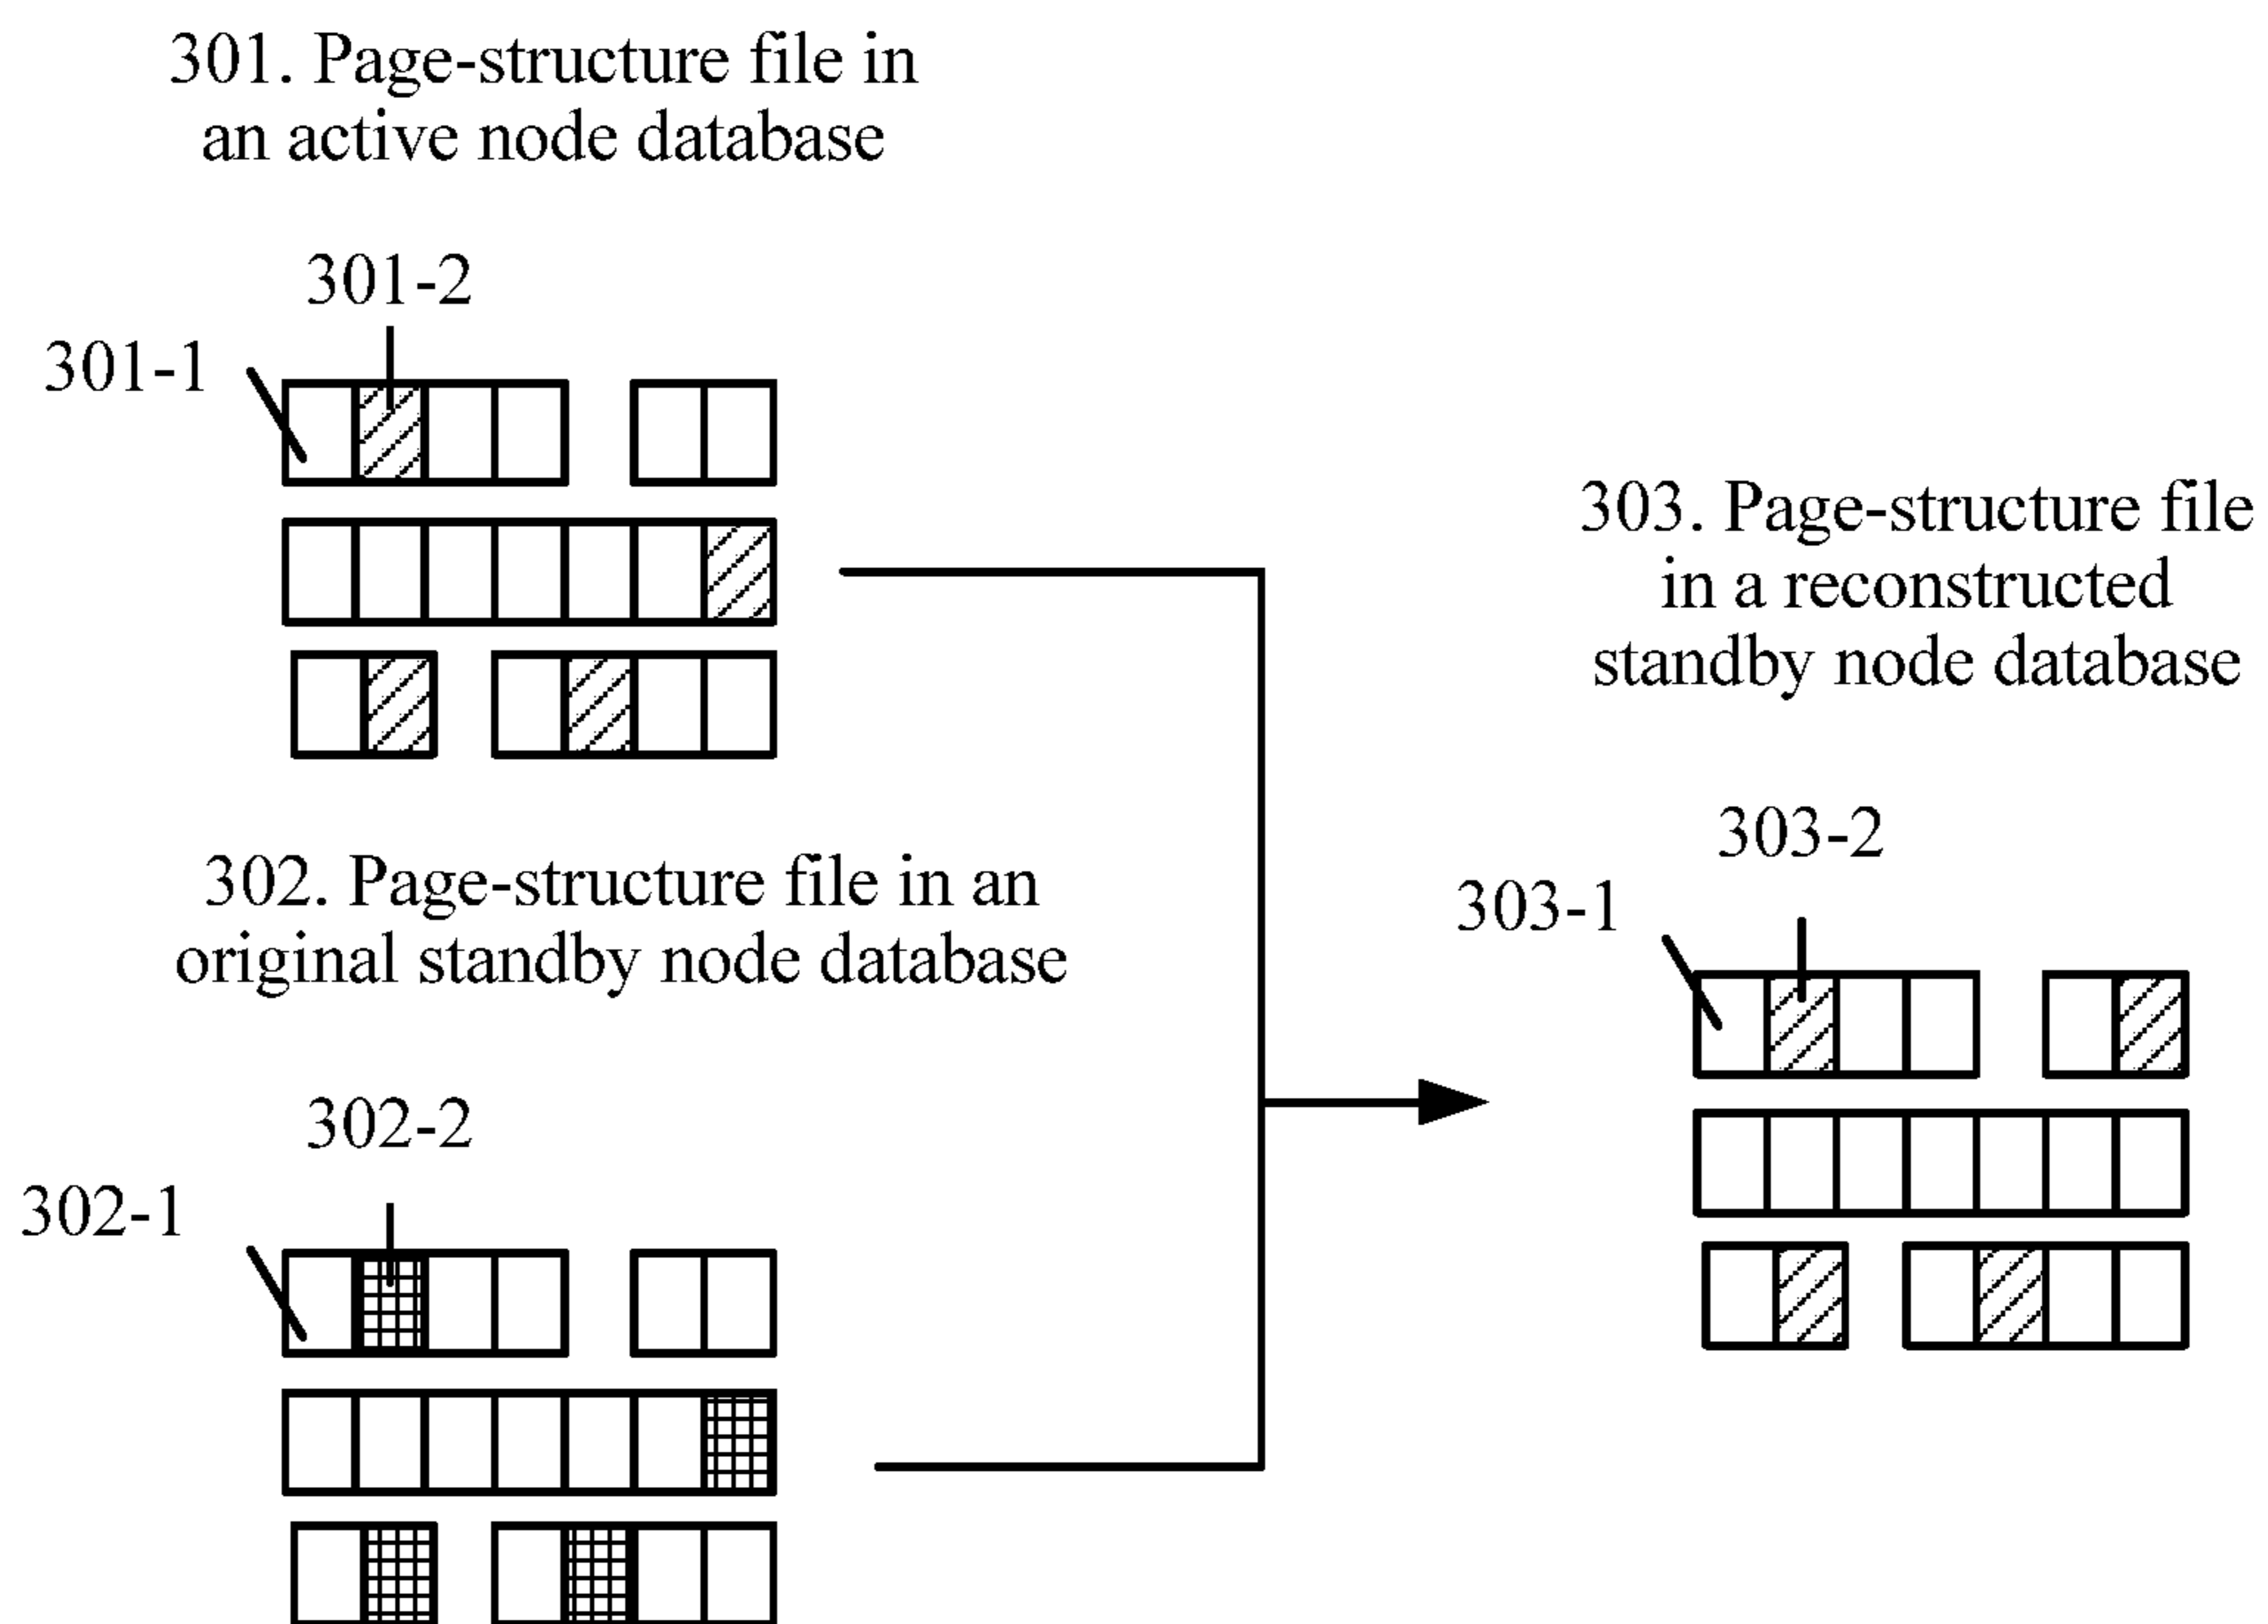 301. Page-structure file in
an active node database
301-2
301-1
303. Page-structure file
in a reconstructed
standby node database
303-2
303-1
302. Page-structure file in an
original standby node database
302-2
302-1